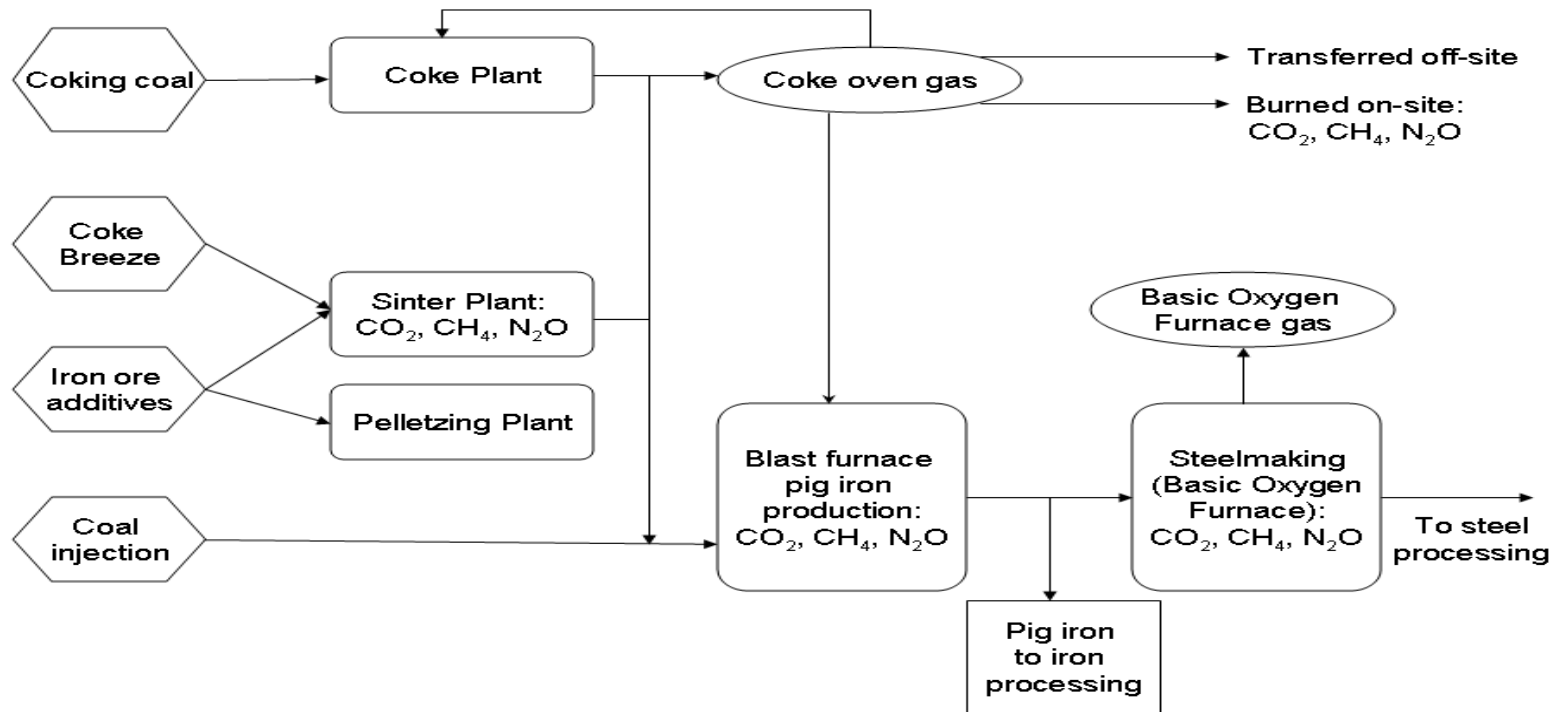 Coking coal
Coke Plant
Coke oven gas
Transferred off-site
Burned on-site:
CO₂, CH₄, N₂O
Coke
Breeze
Sinter Plant:
CO₂, CH₄, N₂O
Basic Oxygen
Furnace gas
Iron ore
additives
Pelletzing Plant
Coal
injection
Blast furnace
pig iron
production:
CO₂, CH₄, N₂O
Steelmaking
(Basic Oxygen
Furnace):
CO₂, CH₄, N₂O
To steel
processing
Pig iron
to iron
processing